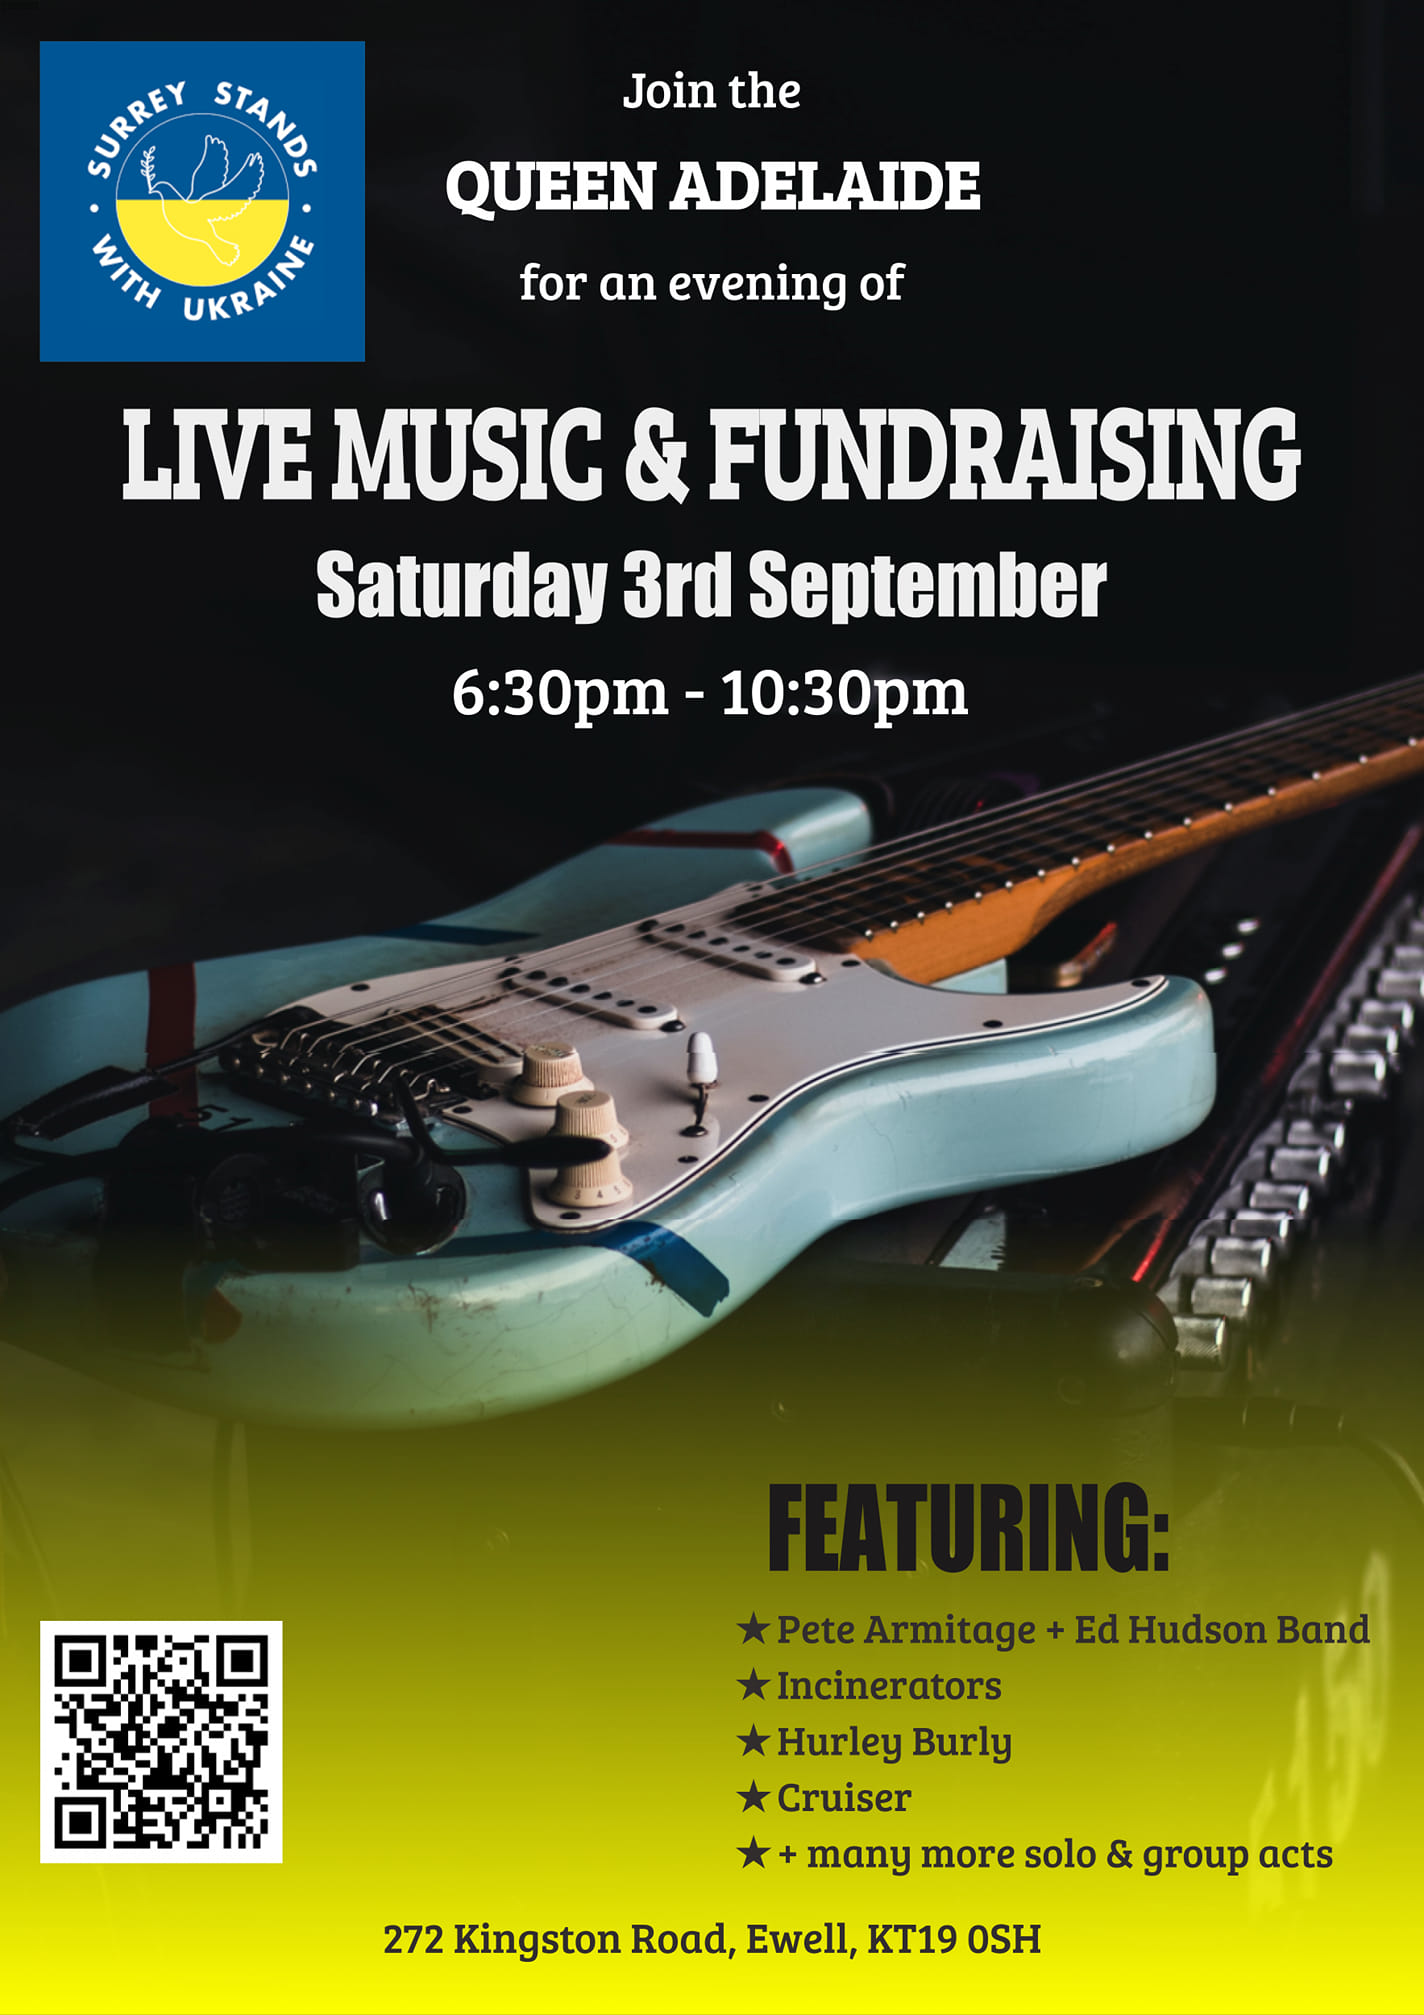 SURREY STANDS
• WITH UKRAINE •
Join the
QUEEN ADELAIDE
for an evening of
LIVE MUSIC & FUNDRAISING
Saturday 3rd September
6:30pm - 10:30pm
FEATURING:
★ Pete Armitage + Ed Hudson Band
★ Incinerators
★ Hurley Burly
★ Cruiser
★ + many more solo & group acts
272 Kingston Road, Ewell, KT19 0SH